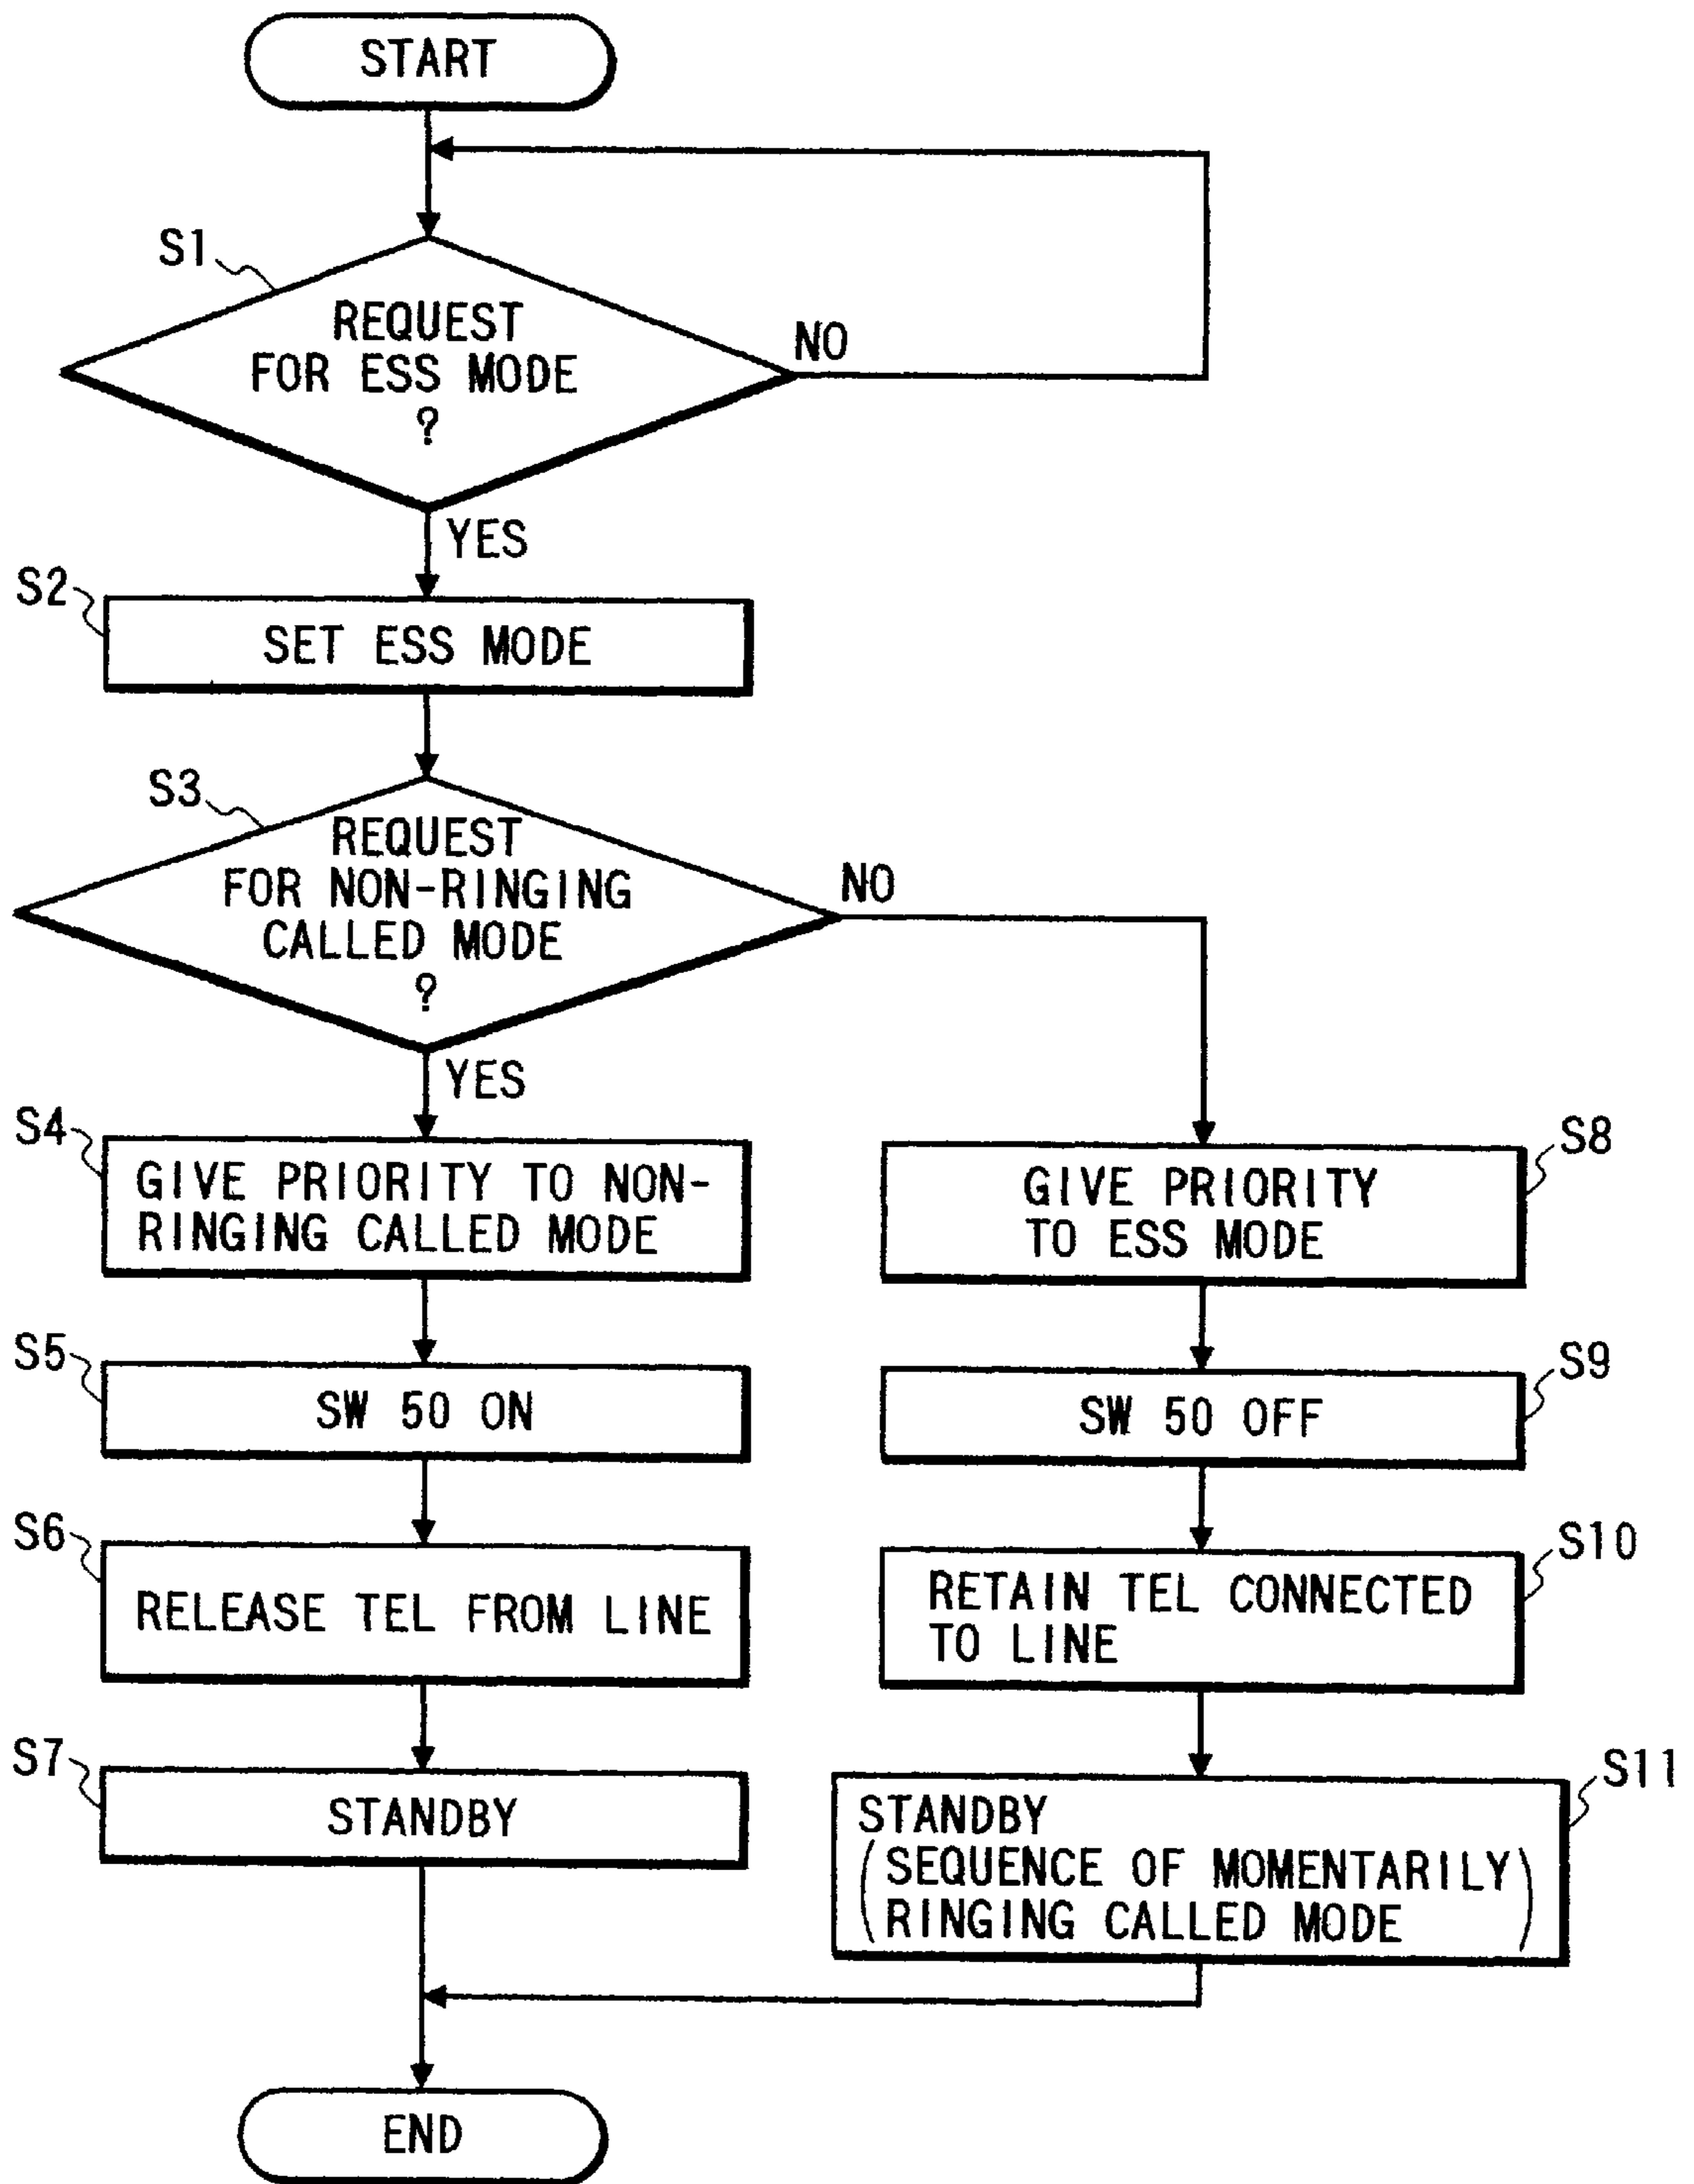 START
S1
REQUEST
FOR ESS MODE
?
NO
YES
S2
SET ESS MODE
S3
REQUEST
FOR NON-RINGING
CALLED MODE
?
NO
YES
S4
GIVE PRIORITY TO NON-
RINGING CALLED MODE
S8
GIVE PRIORITY
TO ESS MODE
S5
SW 50 ON
S9
SW 50 OFF
S6
RELEASE TEL FROM LINE
S10
RETAIN TEL CONNECTED
TO LINE
S7
STANDBY
S11
STANDBY
(SEQUENCE OF MOMENTARILY
RINGING CALLED MODE)
END